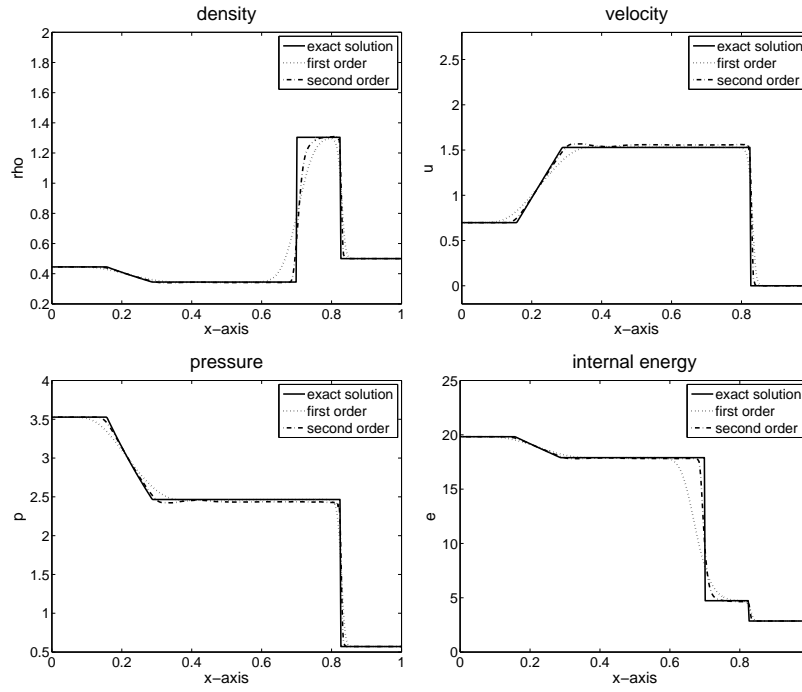 density
2
1.8
1.6
1.4
1.2
1
0.8
0.6
0.4
0.2
rho
0 0.2 0.4 0.6 0.8 1
x−axis
exact solution
first order
second order
velocity
2.5
2
1.5
1
0.5
0
u
0 0.2 0.4 0.6 0.8
x−axis
exact solution
first order
second order
pressure
4
3.5
3
2.5
2
1.5
1
0.5
p
0 0.2 0.4 0.6 0.8 1
x−axis
exact solution
first order
second order
internal energy
25
20
15
10
5
0
e
0 0.2 0.4 0.6 0.8
x−axis
exact solution
first order
second order